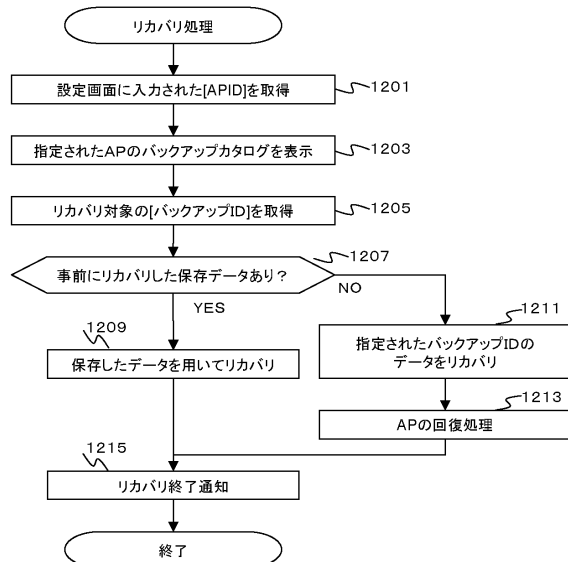 リカバリ処理
設定画面に入力された[APID]を取得
1201
指定されたAPのバックアップカタログを表示
1203
リカバリ対象の[バックアップID]を取得
1205
事前にリカバリした保存データあり？
1207
NO
YES
1209
保存したデータを用いてリカバリ
1211
指定されたバックアップIDの
データをリカバリ
1213
APの回復処理
1215
リカバリ終了通知
終了